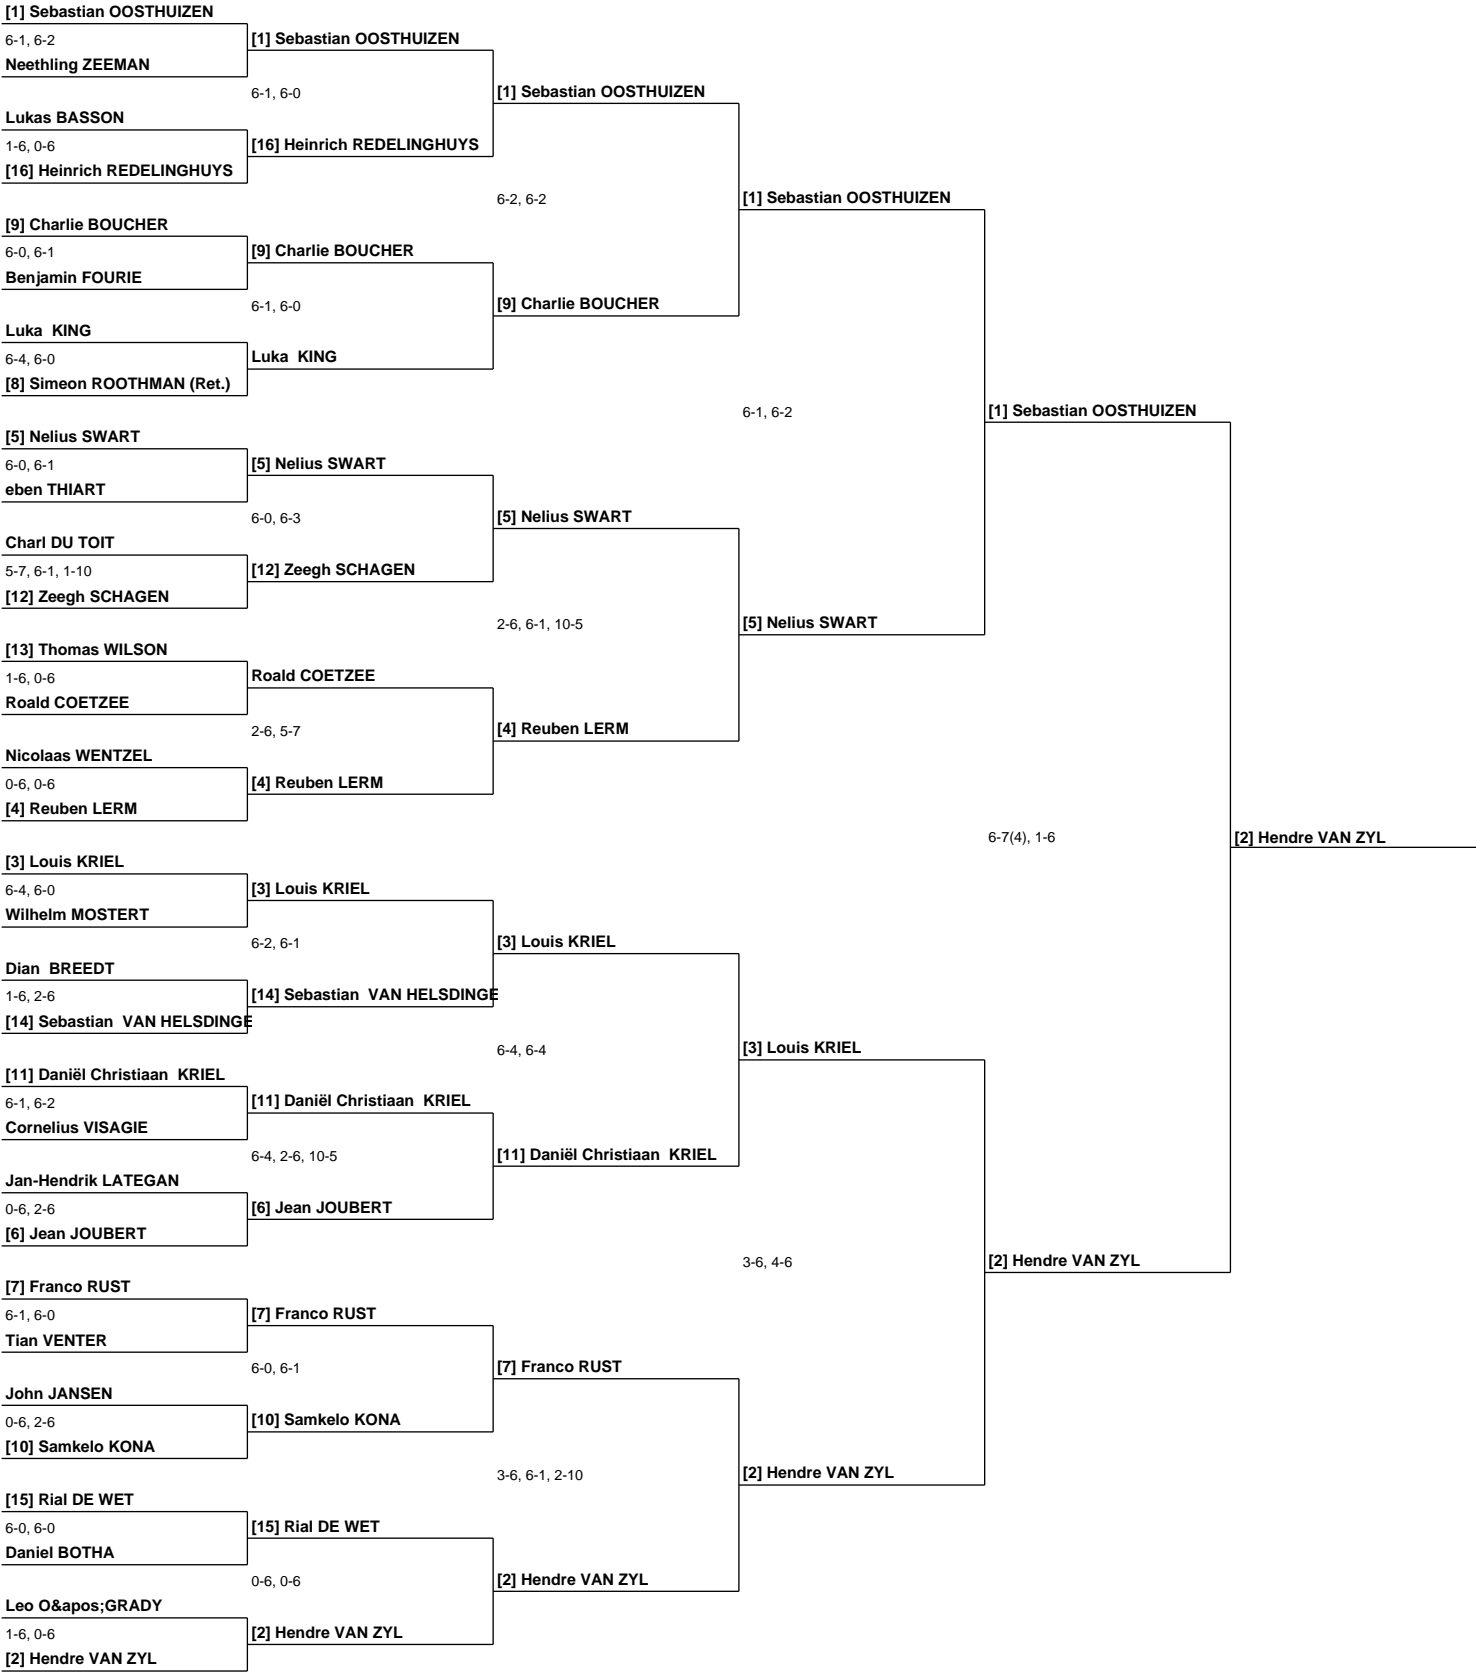 [1] Sebastian OOSTHUIZEN
6-1, 6-2
[1] Sebastian OOSTHUIZEN
Neethling ZEEMAN
6-1, 6-0
[1] Sebastian OOSTHUIZEN
Lukas BASSON
1-6, 0-6
[16] Heinrich REDELINGHUYS
[16] Heinrich REDELINGHUYS
6-2, 6-2
[1] Sebastian OOSTHUIZEN
[9] Charlie BOUCHER
6-0, 6-1
[9] Charlie BOUCHER
Benjamin FOURIE
6-1, 6-0
[9] Charlie BOUCHER
Luka  KING
6-4, 6-0
Luka  KING
[8] Simeon ROOTHMAN (Ret.)
6-1, 6-2
[1] Sebastian OOSTHUIZEN
[5] Nelius SWART
6-0, 6-1
[5] Nelius SWART
eben THIART
6-0, 6-3
[5] Nelius SWART
Charl DU TOIT
5-7, 6-1, 1-10
[12] Zeegh SCHAGEN
[12] Zeegh SCHAGEN
2-6, 6-1, 10-5
[5] Nelius SWART
[13] Thomas WILSON
1-6, 0-6
Roald COETZEE
Roald COETZEE
2-6, 5-7
[4] Reuben LERM
Nicolaas WENTZEL
0-6, 0-6
[4] Reuben LERM
[4] Reuben LERM
6-7(4), 1-6
[2] Hendre VAN ZYL
[3] Louis KRIEL
6-4, 6-0
[3] Louis KRIEL
Wilhelm MOSTERT
6-2, 6-1
[3] Louis KRIEL
Dian  BREEDT
1-6, 2-6
[14] Sebastian  VAN HELSDINGE
[14] Sebastian  VAN HELSDINGE
6-4, 6-4
[3] Louis KRIEL
[11] Daniël Christiaan  KRIEL
6-1, 6-2
[11] Daniël Christiaan  KRIEL
Cornelius VISAGIE
6-4, 2-6, 10-5
[11] Daniël Christiaan  KRIEL
Jan-Hendrik LATEGAN
0-6, 2-6
[6] Jean JOUBERT
[6] Jean JOUBERT
3-6, 4-6
[2] Hendre VAN ZYL
[7] Franco RUST
6-1, 6-0
[7] Franco RUST
Tian VENTER
6-0, 6-1
[7] Franco RUST
John JANSEN
0-6, 2-6
[10] Samkelo KONA
[10] Samkelo KONA
3-6, 6-1, 2-10
[2] Hendre VAN ZYL
[15] Rial DE WET
6-0, 6-0
[15] Rial DE WET
Daniel BOTHA
0-6, 0-6
[2] Hendre VAN ZYL
Leo O&apos;GRADY
1-6, 0-6
[2] Hendre VAN ZYL
[2] Hendre VAN ZYL